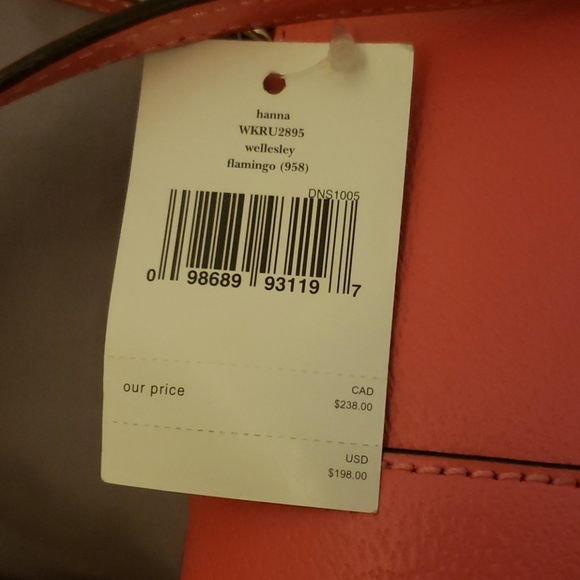 hanna
WKRU2895
wellesley
flamingo (958)
DNS1005
0 98689 93119 7
our price
CAD
$238.00
USD
$198.00